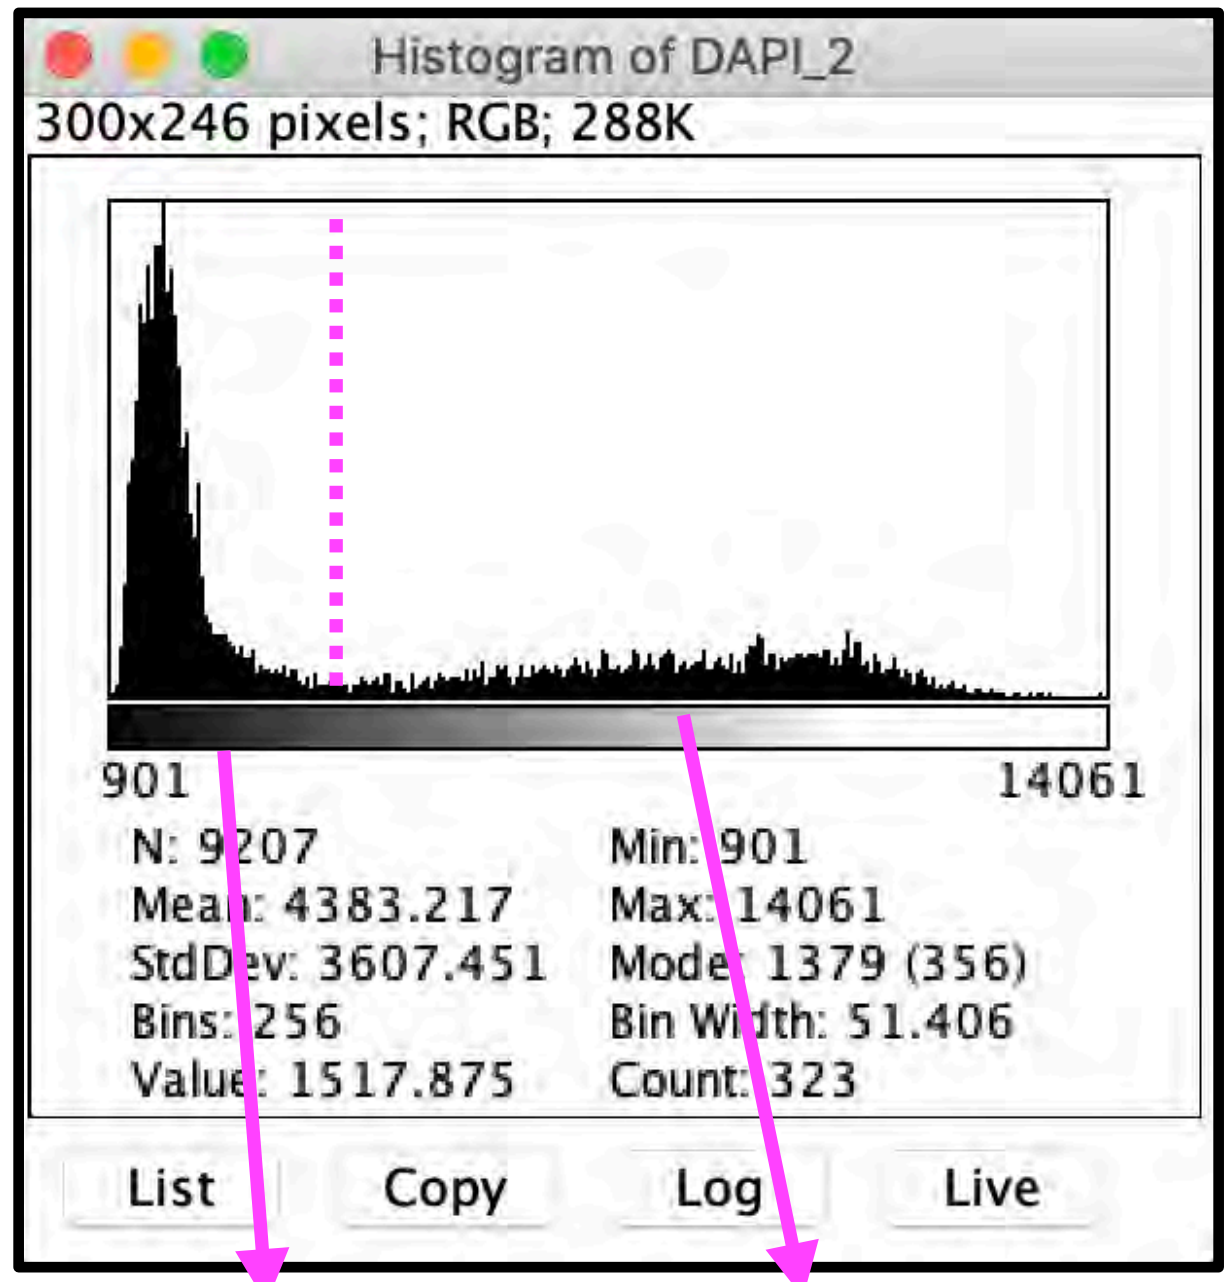 Histogram of DAPI_2
300x246 pixels; RGB; 288K
901 14061
N: 9207 Min: 901
Mean: 4383.217 Max: 14061
StdDev: 3607.451 Mode: 1379 (356)
Bins: 256 Bin Width: 51.406
Value: 1517.875 Count: 323
List Copy Log Live